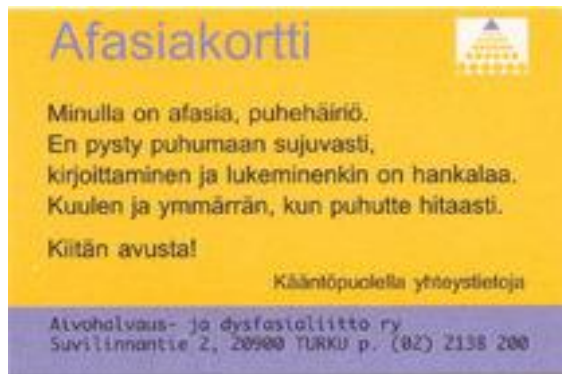 Afasiakortti
Minulla on afasia, puhehäiriö.
En pysty puhumaan sujuvasti,
kirjoittaminen ja lukeminenkin on hankalaa.
Kuulen ja ymmärrän, kun puhutte hitaasti.
Kiitän avusta!
Kääntöpuolella yhteystietoja
Aivohalvaus- ja dysfasialiitto ry
Suvilinnantie 2, 20900 TURKU p. (02) 2138 200